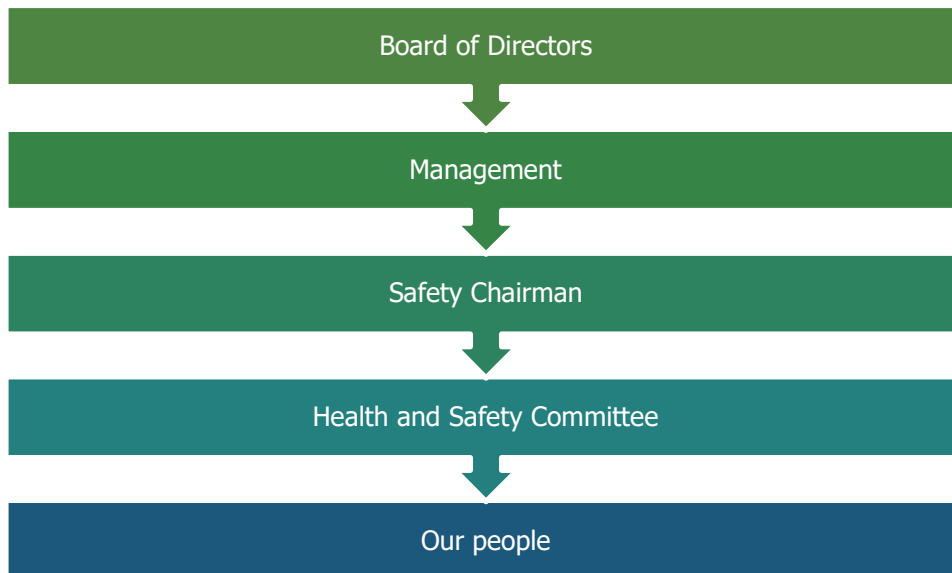 Board of Directors
Management
Safety Chairman
Health and Safety Committee
Our people